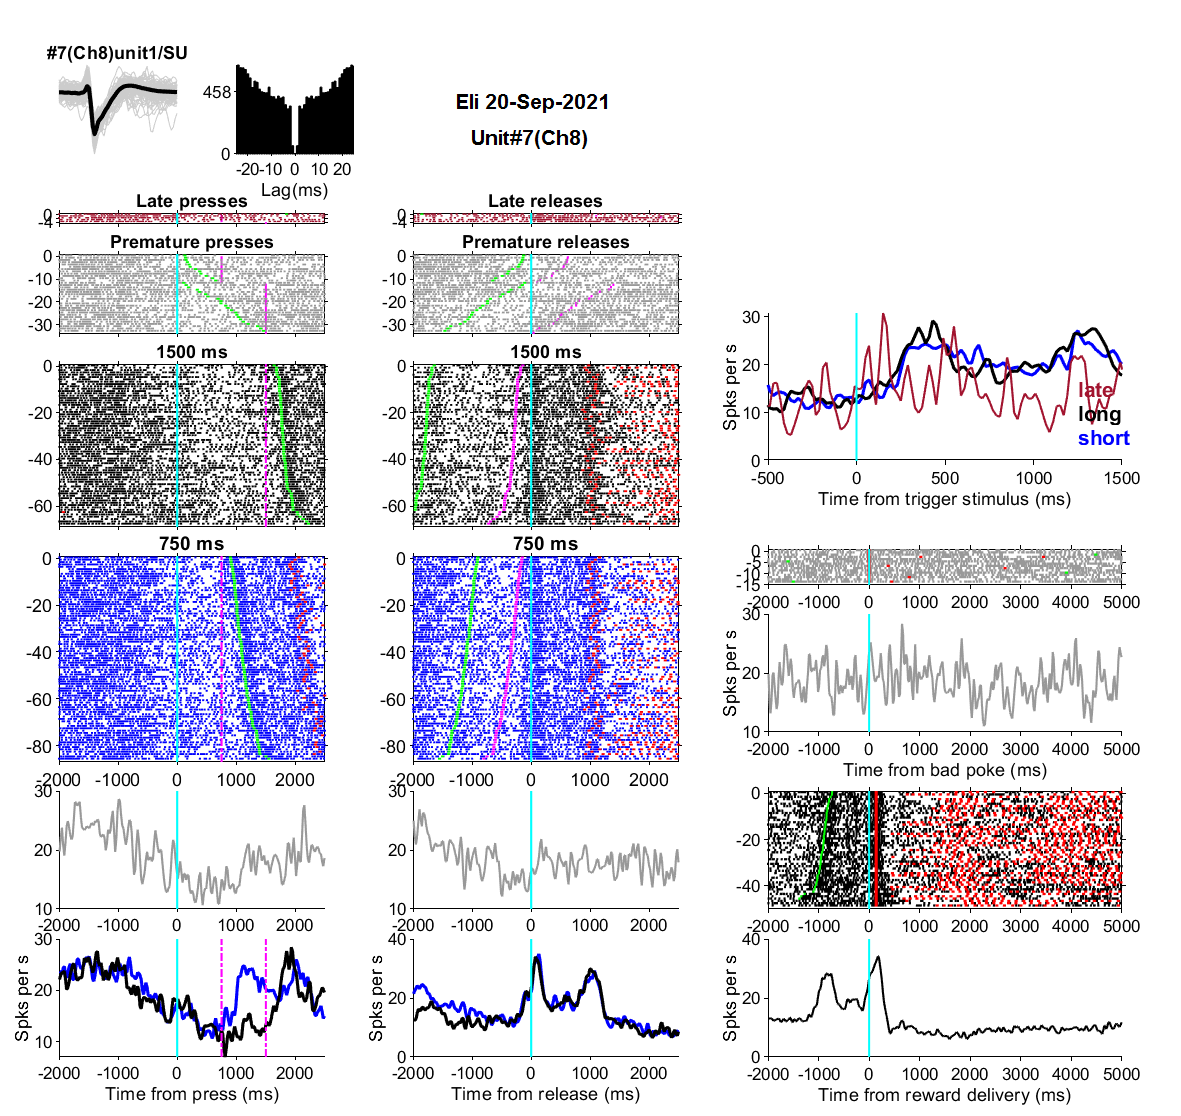 #7(Ch8)unit1/SU
458
0
-20 -10 0 10 20
Lag(ms)
Eli 20-Sep-2021
Unit#7(Ch8)
Late presses
0
-4
Late releases
Premature presses
0
-10
-20
-30
Premature releases
0
-10
-20
-30
1500 ms
0
-20
-40
-60
1500 ms
0
-20
-40
-60
750 ms
0
-20
-40
-60
-80
-2000 -1000 0 1000 2000
750 ms
0
-20
-40
-60
-80
-2000 -1000 0 1000 2000
30
20
10
-2000 -1000 0 1000 2000
30
20
10
-2000 -1000 0 1000 2000
30
20
10
Spks per s
-2000 -1000 0 1000 2000
Time from press (ms)
40
20
0
Spks per s
-2000 -1000 0 1000 2000
Time from release (ms)
30
20
10
0
Spks per s
late
long
short
-500 0 500 1000 1500
Time from trigger stimulus (ms)
0
-5
-10
-15
-2000 -1000 0 1000 2000 3000 4000 5000
30
20
10
Spks per s
-2000 -1000 0 1000 2000 3000 4000 5000
Time from bad poke (ms)
0
-20
-40
-2000 -1000 0 1000 2000 3000 4000 5000
40
20
0
Spks per s
-2000 -1000 0 1000 2000 3000 4000 5000
Time from reward delivery (ms)